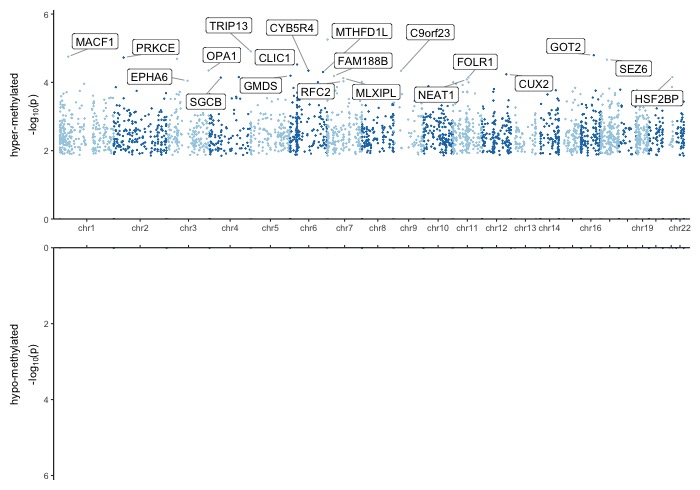 6
TRIP13
CYB5R4
MTHFD1L
C9orf23
MACF1
PRKCE
OPA1
CLIC1
FAM188B
FOLR1
GOT2
SEZ6
EPHA6
4
GMDS
RFC2
MLXIPL
NEAT1
CUX2
HSF2BP
SGCB
hyper-methylated
-log10(p)
2
0
chr1 chr2 chr3 chr4 chr5 chr6 chr7 chr8 chr9 chr10 chr11 chr12 chr13 chr14 chr16 chr19 chr22
0
2
hypo-methylated
-log10(p)
4
6